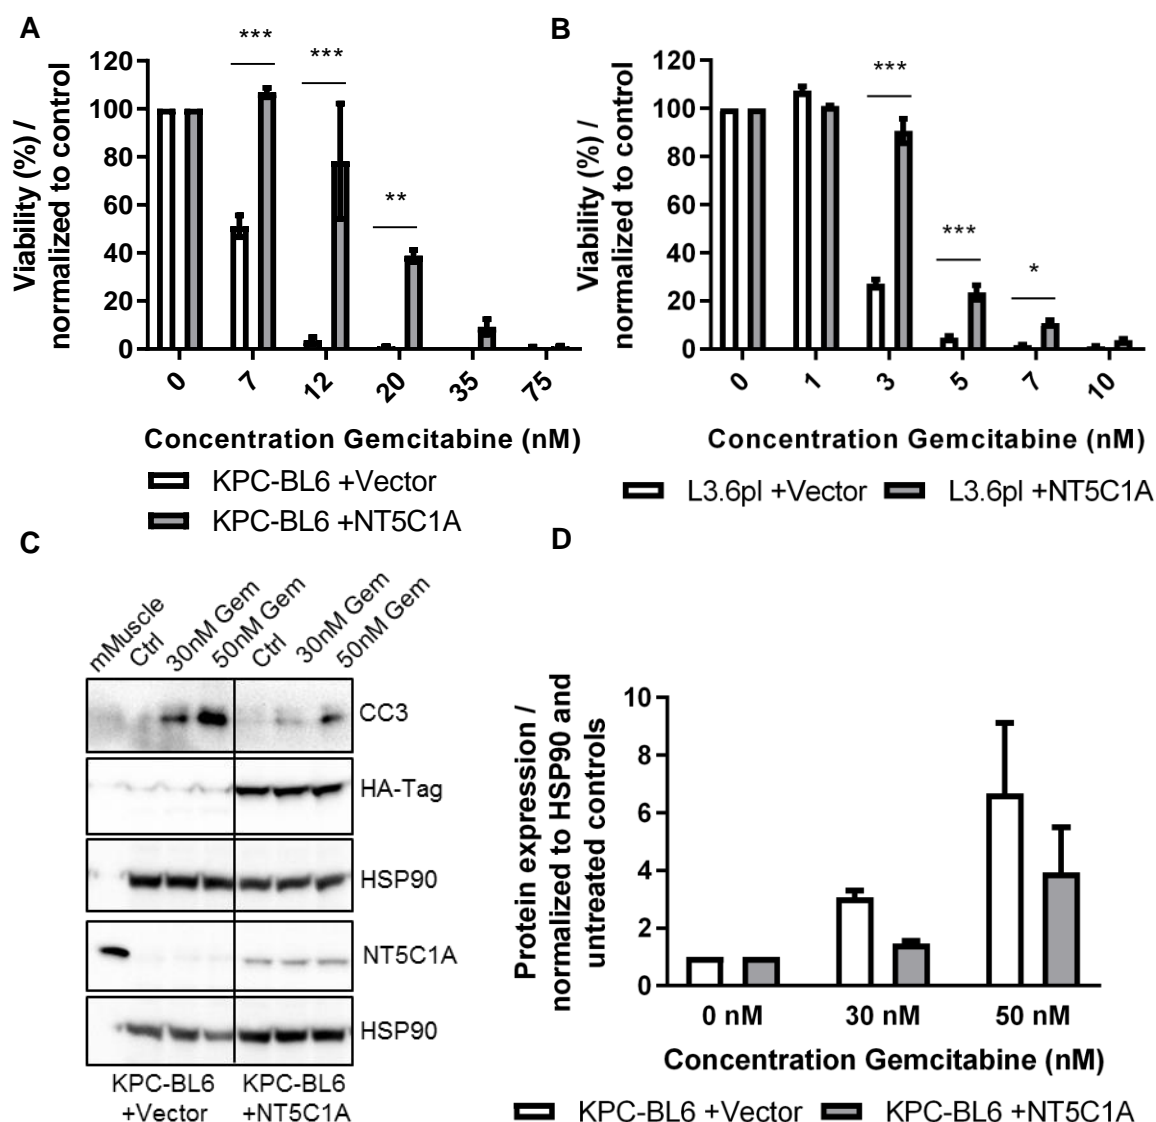 A
Viability (%) /
normalized to control
120
100
80
60
40
20
0
***
***
**
0
7
12
20
35
75
Concentration Gemcitabine (nM)
KPC-BL6 +Vector
KPC-BL6 +NT5C1A
B
Viability (%) /
normalized to control
120
100
80
60
40
20
0
***
***
*
0
1
3
5
7
10
Concentration Gemcitabine (nM)
L3.6pl +Vector
L3.6pl +NT5C1A
C
mMuscle
Ctrl
30nM Gem
50nM Gem
Ctrl
30nM Gem
50nM Gem
CC3
HA-Tag
HSP90
NT5C1A
HSP90
KPC-BL6
+Vector
KPC-BL6
+NT5C1A
D
Protein expression /
normalized to HSP90 and
untreated controls
10
8
6
4
2
0
0 nM
30 nM
50 nM
Concentration Gemcitabine (nM)
KPC-BL6 +Vector
KPC-BL6 +NT5C1A